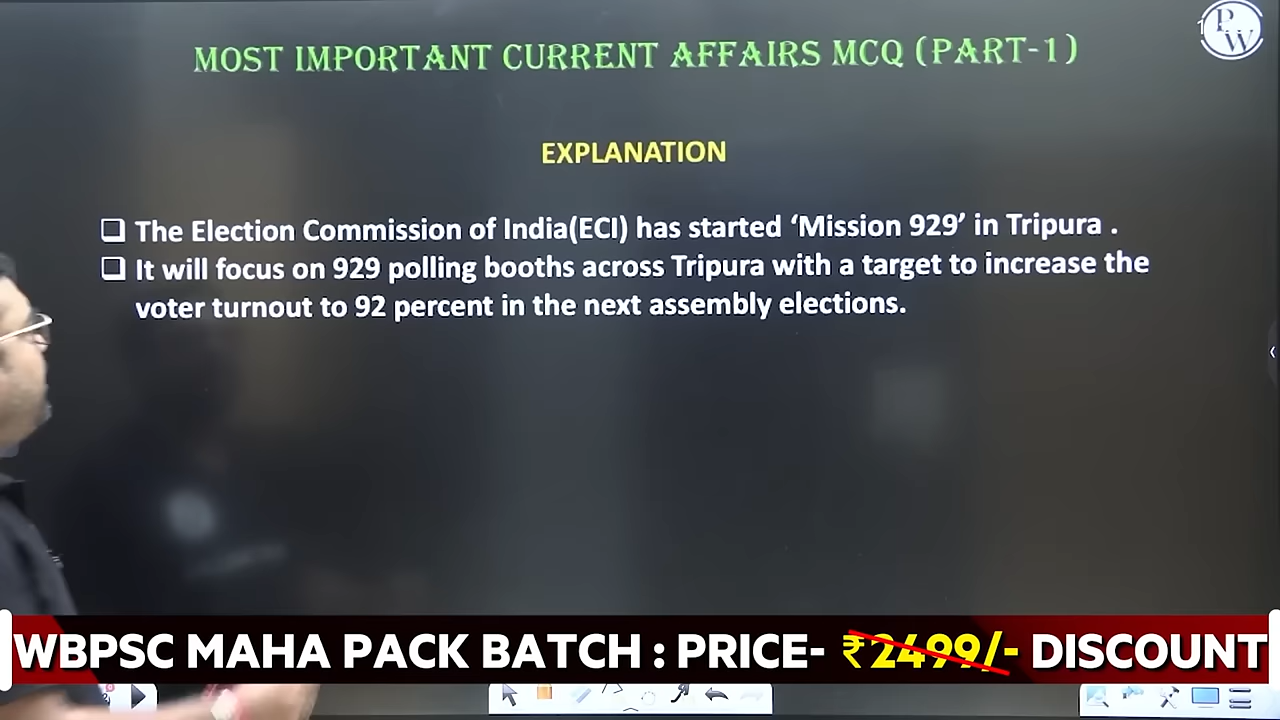 MOST IMPORTANT CURRENT AFFAIRS MCQ (PART-1)
PW
EXPLANATION
❑ The Election Commission of India(ECI) has started ‘Mission 929’ in Tripura .
❑ It will focus on 929 polling booths across Tripura with a target to increase the
voter turnout to 92 percent in the next assembly elections.
WBPSC MAHA PACK BATCH : PRICE- ₹2499/- DISCOUNT